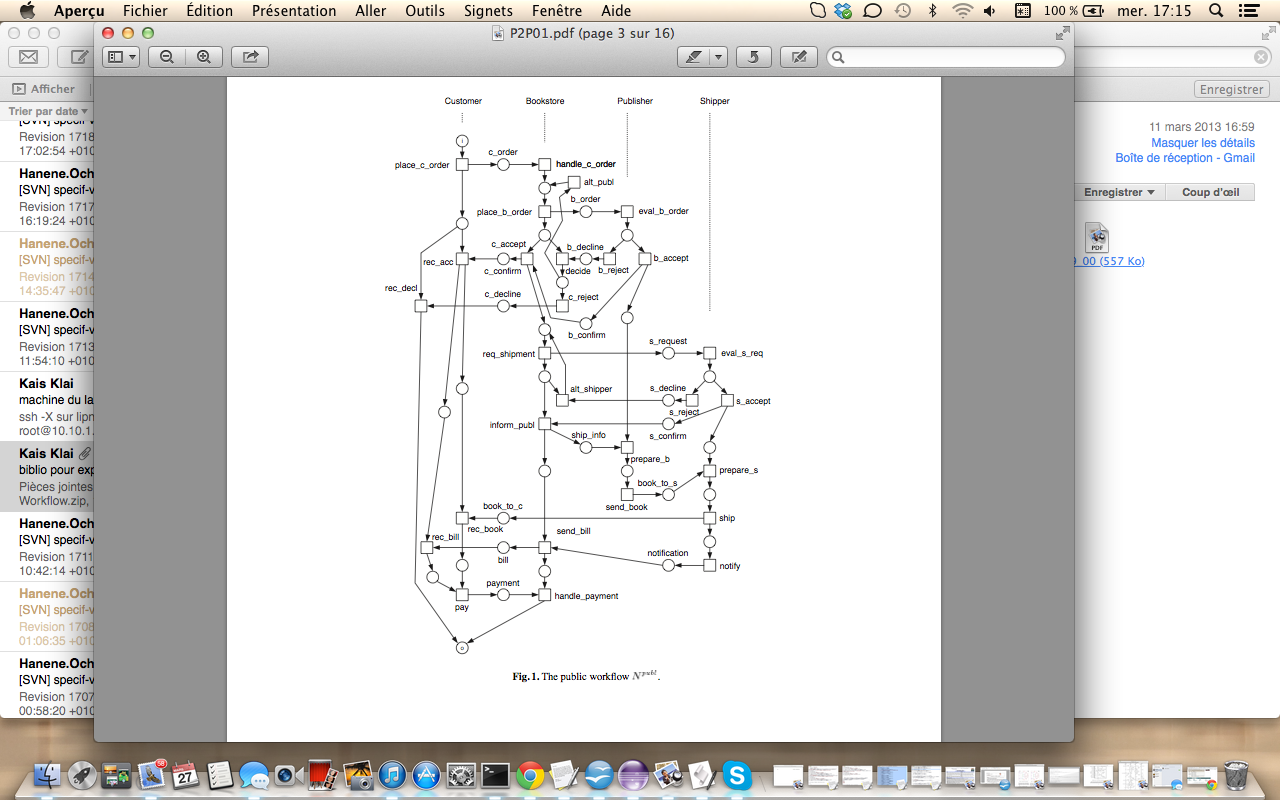 Aperçu Fichier Édition Présentation Aller Outils Signets Fenêtre Aide 100 % mer. 17:15
P2P01.pdf (page 3 sur 16)
Afficher
Enregistrer
Trier par date
[SVN] specif-v
Revision 1718
17:02:54 +010
Hanene.Och
[SVN] specif-v
Revision 1717
16:19:24 +010
Hanene.Och
[SVN] specif-v
Revision 1714
14:35:47 +010
Hanene.Och
[SVN] specif-v
Revision 1713
11:54:10 +010
Kais Klai
machine du la
ssh -X sur lipn
root@10.10.1.
Kais Klai
biblio pour exp
Pièces jointes
Workflow.zip,
Hanene.Och
[SVN] specif-v
Revision 1711
10:42:14 +010
Hanene.Och
[SVN] specif-v
Revision 1708
01:06:35 +010
Hanene.Och
[SVN] specif-v
Revision 1707
00:58:20 +010
11 mars 2013 16:59
Masquer les détails
Boîte de réception - Gmail
Enregistrer Coup d'œil
PDF
9_00 (557 Ko)
Customer Bookstore Publisher Shipper
i
c_order
place_c_order handle_c_order
alt_publ
b_order
place_b_order eval_b_order
c_accept b_decline
rec_acc b_accept
c_confirm decide b_reject
rec_decl
c_decline c_reject
b_confirm
s_request
req_shipment eval_s_req
alt_shipper s_decline
s_accept
s_reject
inform_publ ship_info s_confirm
prepare_b
prepare_s
book_to_s
send_book
book_to_c
ship
rec_book send_bill
rec_bill
notification
bill
notify
payment
handle_payment
pay
o
Fig. 1. The public workflow N^publ.
58
27